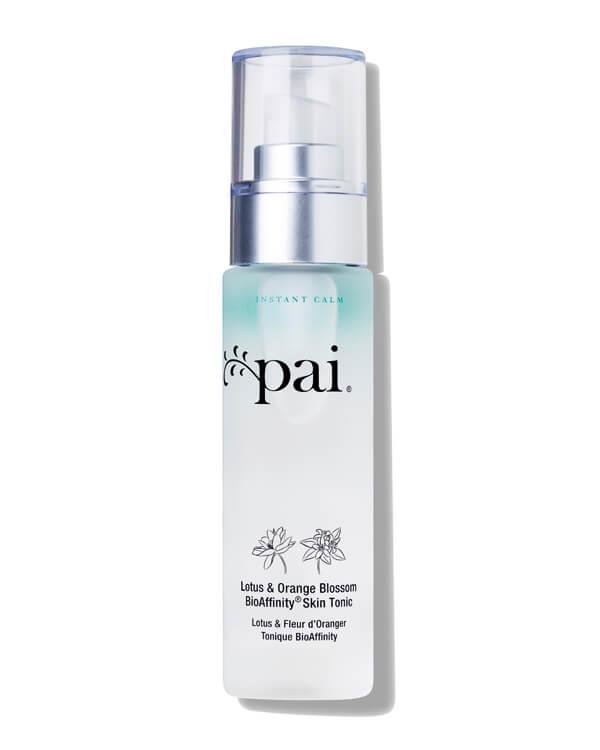 INSTANT CALM
pai®
Lotus & Orange Blossom
BioAffinity® Skin Tonic
Lotus & Fleur d'Oranger
Tonique BioAffinity